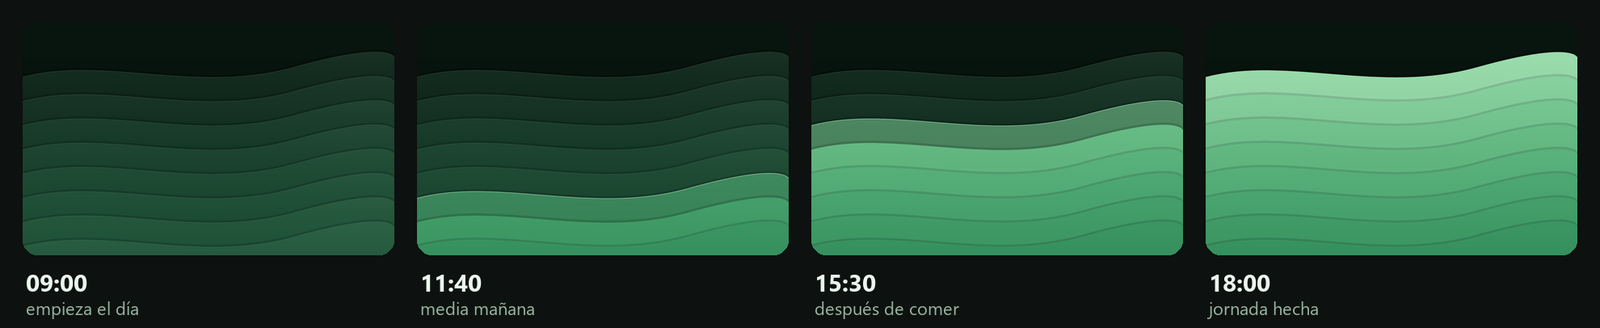 09:00
empieza el día
11:40
media mañana
15:30
después de comer
18:00
jornada hecha